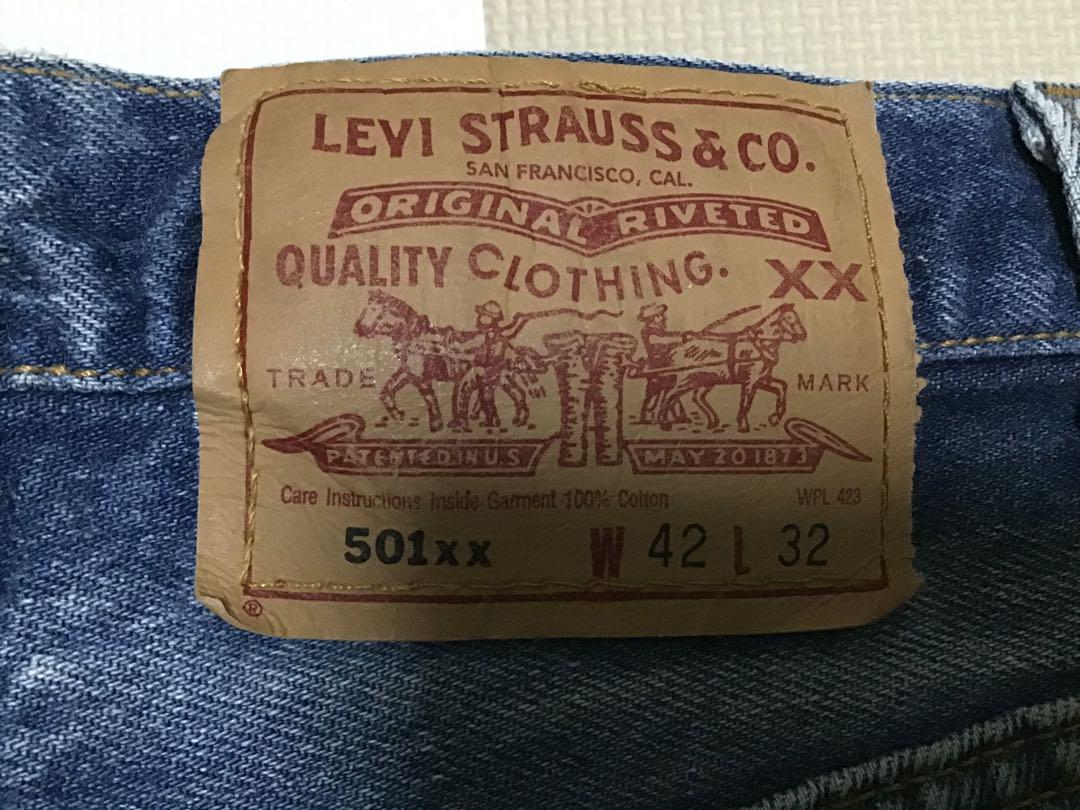 LEVI STRAUSS & CO.
SAN FRANCISCO, CAL.
ORIGINAL RIVETED
QUALITY CLOTHING. XX
TRADE MARK
PATENTED IN U.S MAY 20 1873
Care Instructions Inside Garment 100% Cotton WPL 423
501xx W 42 L 32
®